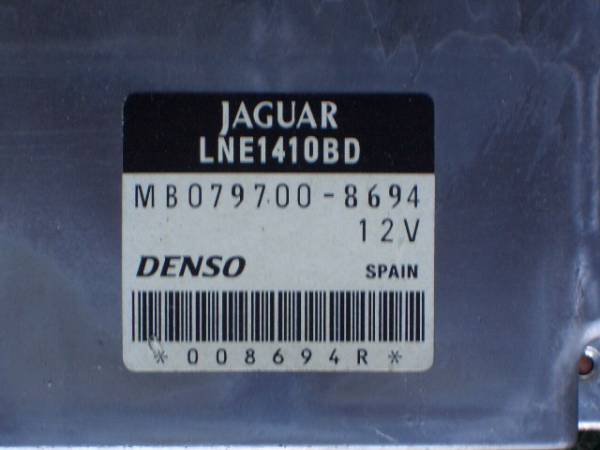 JAGUAR
LNE1410BD
MB079700-8694
12V
DENSO SPAIN
*008694R*